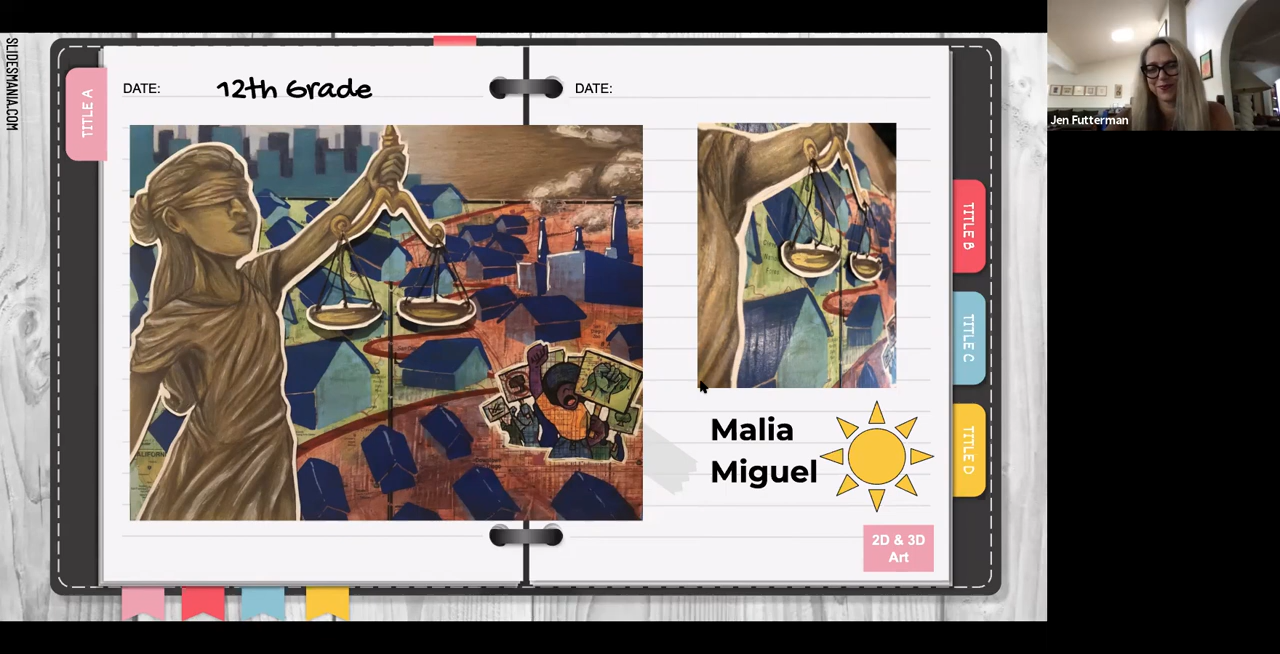 SLIDESMANIA.COM
TITLE A
DATE:
12th Grade
DATE:
TITLE B
TITLE C
TITLE D
Malia
Miguel
2D & 3D
Art
Jen Futterman